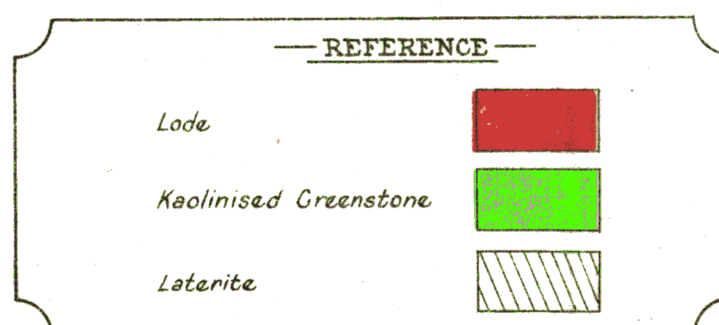 — REFERENCE —
Lode
Kaolinised Greenstone
Laterite